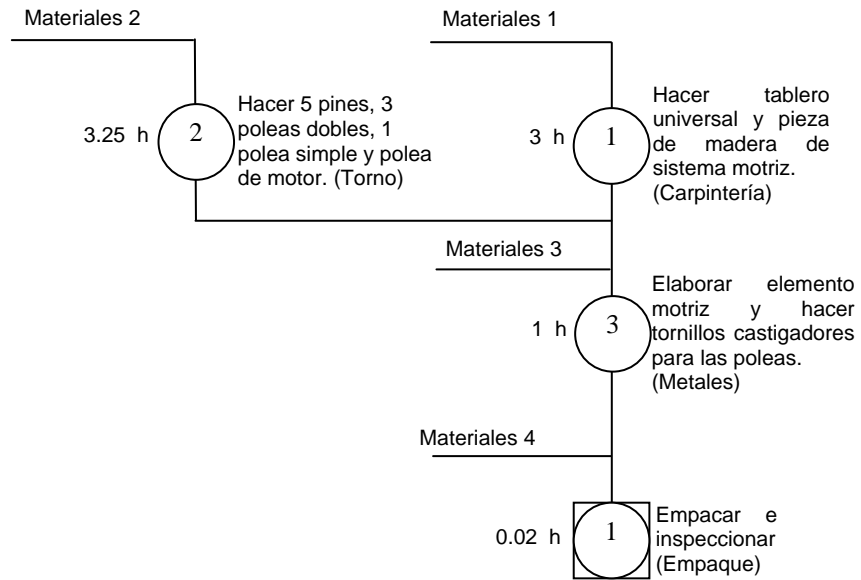 Materiales 2
Materiales 1
3.25 h
2
Hacer 5 pines, 3
poleas dobles, 1
polea simple y polea
de motor. (Torno)
3 h
1
Hacer tablero
universal y pieza
de madera de
sistema motriz.
(Carpintería)
Materiales 3
1 h
3
Elaborar elemento
motriz y hacer
tornillos castigadores
para las poleas.
(Metales)
Materiales 4
0.02 h
1
Empacar e
inspeccionar
(Empaque)